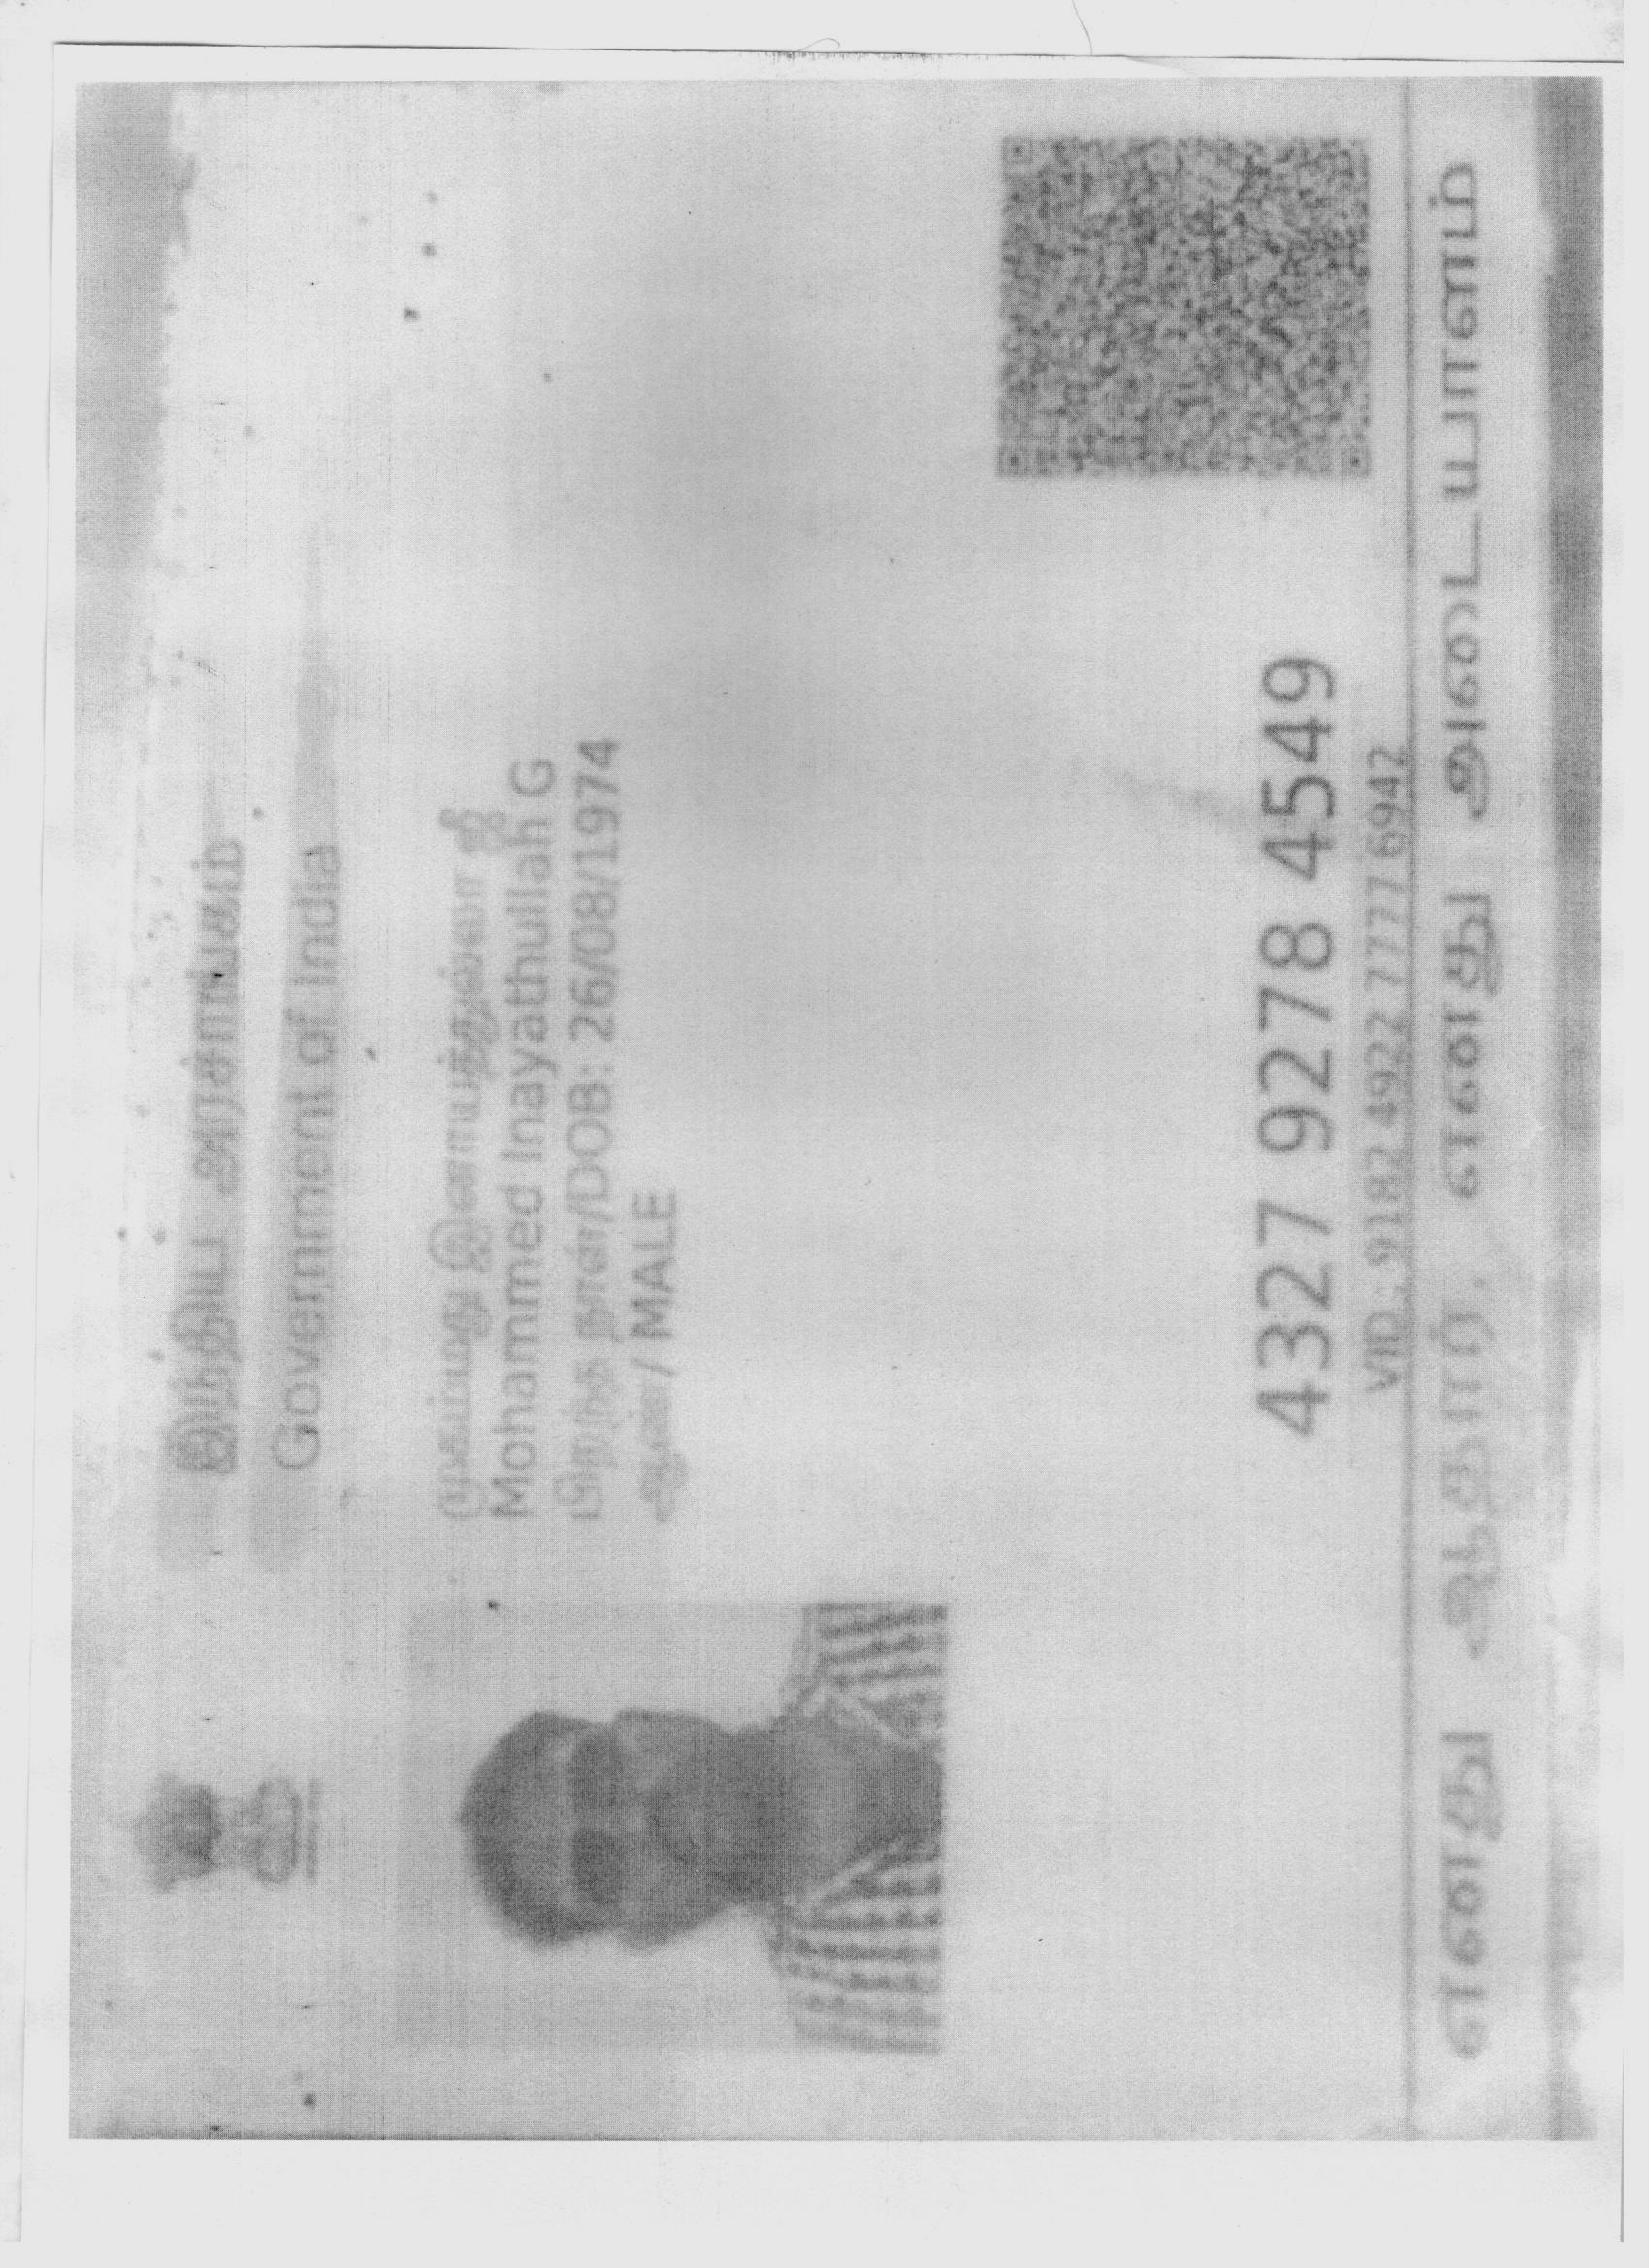 இந்திய அரசாங்கம்
Government of India
முகம்மது இனாயத்துல்லா ஜி
Mohammed Inayathullah G
பிறந்த நாள்/DOB: 26/08/1974
ஆண்/ MALE
4327 9278 4549
VID : 9182 4922 7777 6942
எனது ஆதார், எனது அடையாளம்